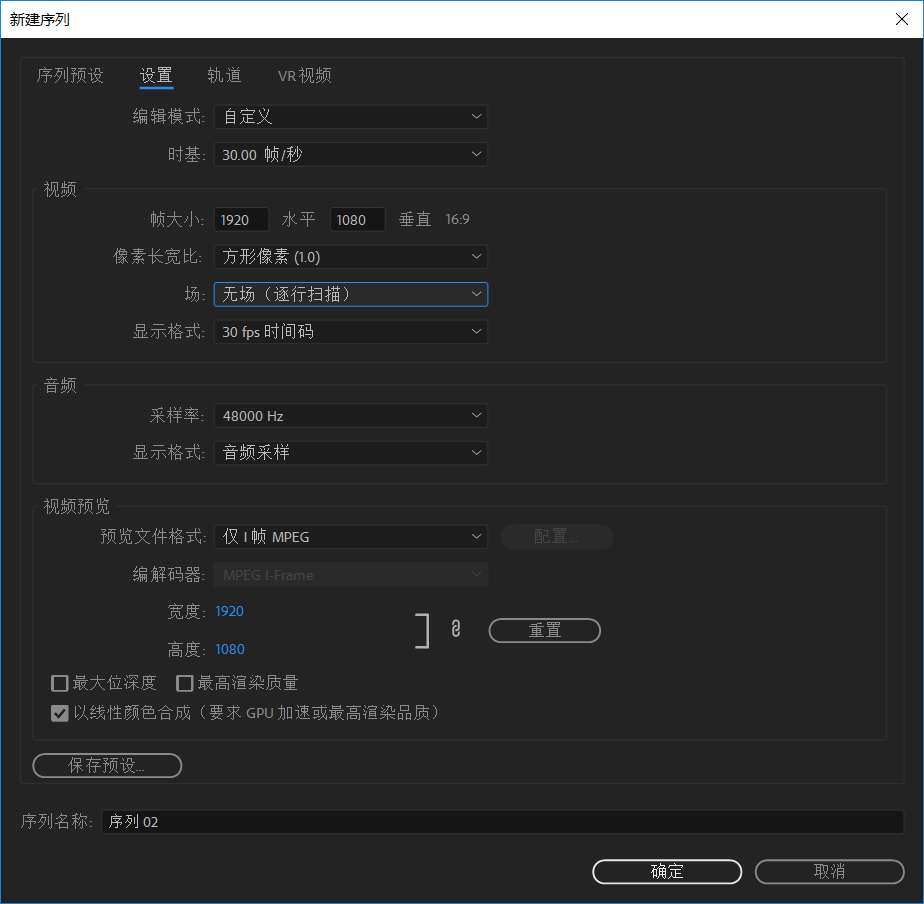 新建序列
序列预设 设置 轨道 VR 视频
编辑模式: 自定义
时基: 30.00 帧/秒
视频
帧大小: 1920 水平 1080 垂直 16:9
像素长宽比: 方形像素 (1.0)
场: 无场（逐行扫描）
显示格式: 30 fps 时间码
音频
采样率: 48000 Hz
显示格式: 音频采样
视频预览
预览文件格式: 仅 I 帧 MPEG 配置...
编解码器: MPEG I-Frame
宽度: 1920
重置
高度: 1080
最大位深度 最高渲染质量
以线性颜色合成（要求 GPU 加速或最高渲染品质）
保存预设...
序列名称: 序列 02
确定 取消